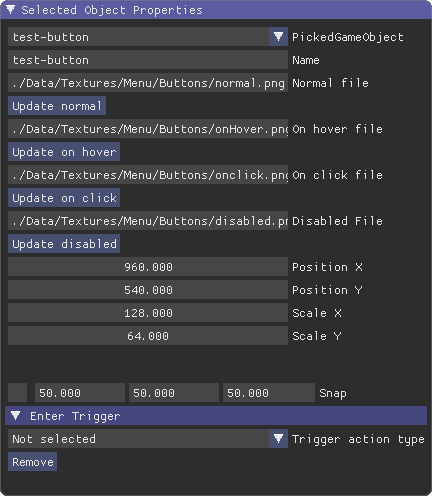 Selected Object Properties
test-button PickedGameObject
test-button Name
./Data/Textures/Menu/Buttons/normal.png Normal file
Update normal
./Data/Textures/Menu/Buttons/onHover.png On hover file
Update on hover
./Data/Textures/Menu/Buttons/onclick.png On click file
Update on click
./Data/Textures/Menu/Buttons/disabled.pn Disabled File
Update disabled
960.000 Position X
540.000 Position Y
128.000 Scale X
64.000 Scale Y
50.000 50.000 50.000 Snap
Enter Trigger
Not selected Trigger action type
Remove